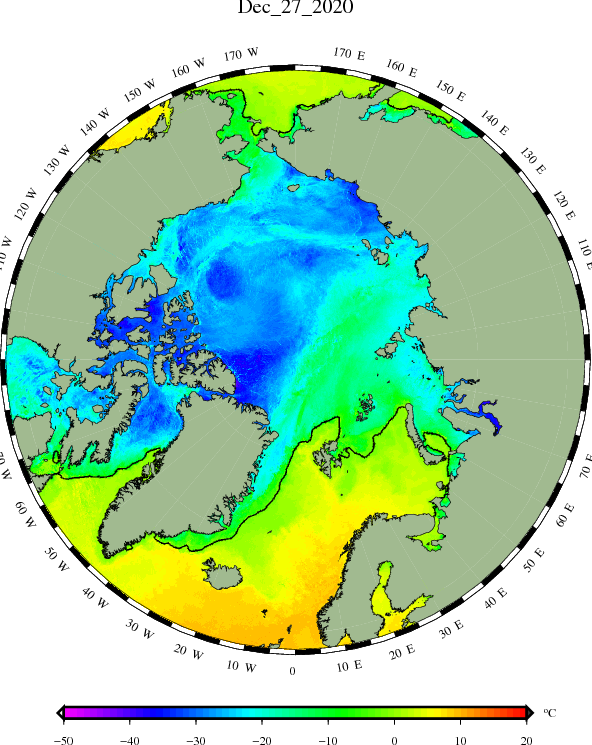 Dec_27_2020
170 W
170 E
160 W
160 E
150 W
150 E
140 W
140 E
130 W
130 E
120 W
120 E
110 E
70 E
60 W
60 E
50 W
50 E
40 W
40 E
30 W
30 E
20 W
20 E
10 W
10 E
0
°C
−50 −40 −30 −20 −10 0 10 20